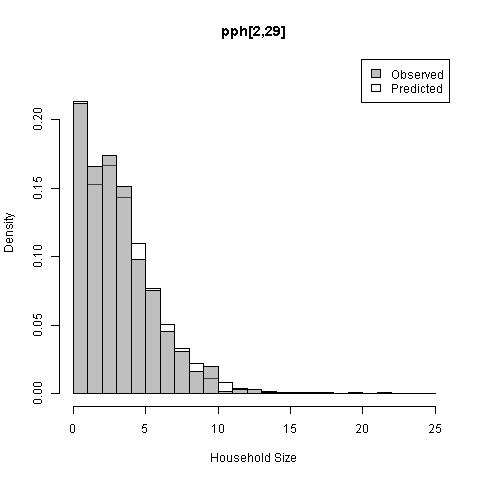 pph[2,29]
Observed
Predicted
Density
0.20
0.15
0.10
0.05
0.00
0 5 10 15 20 25
Household Size